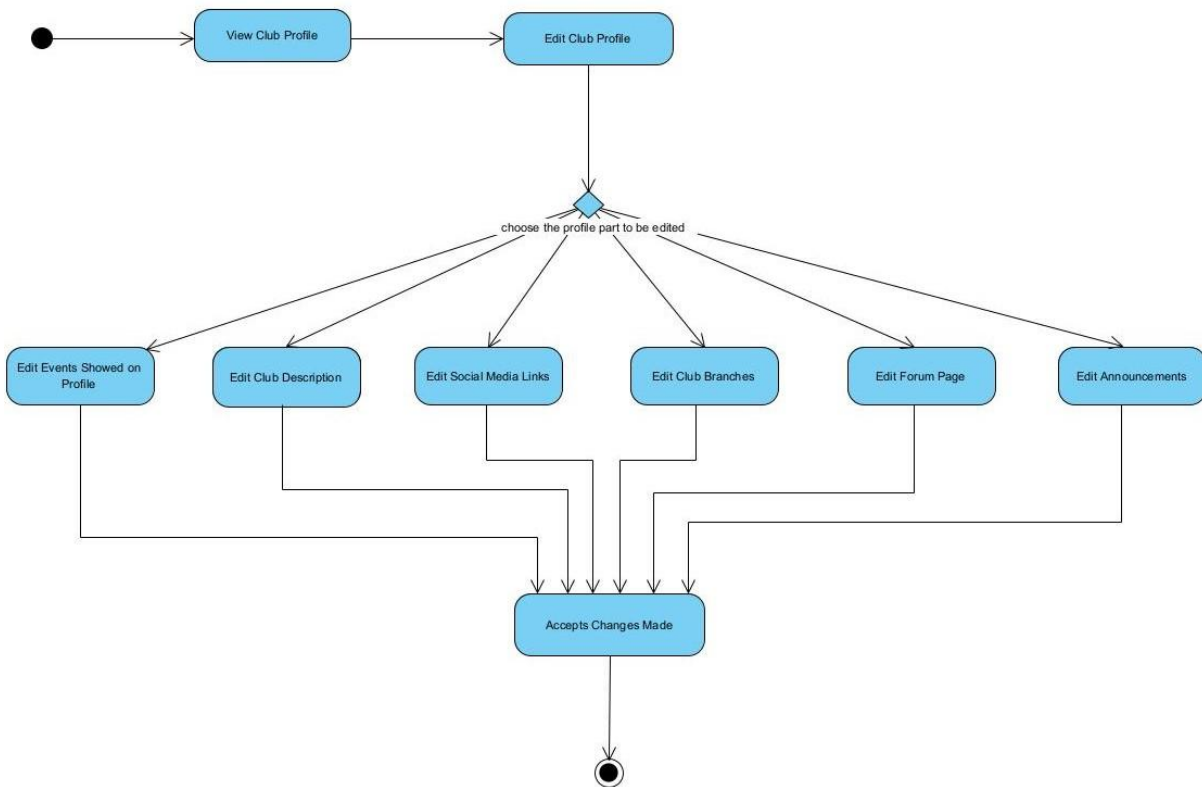 View Club Profile
Edit Club Profile
choose the profile part to be edited
Edit Events Showed on
Profile
Edit Club Description
Edit Social Media Links
Edit Club Branches
Edit Forum Page
Edit Announcements
Accepts Changes Made